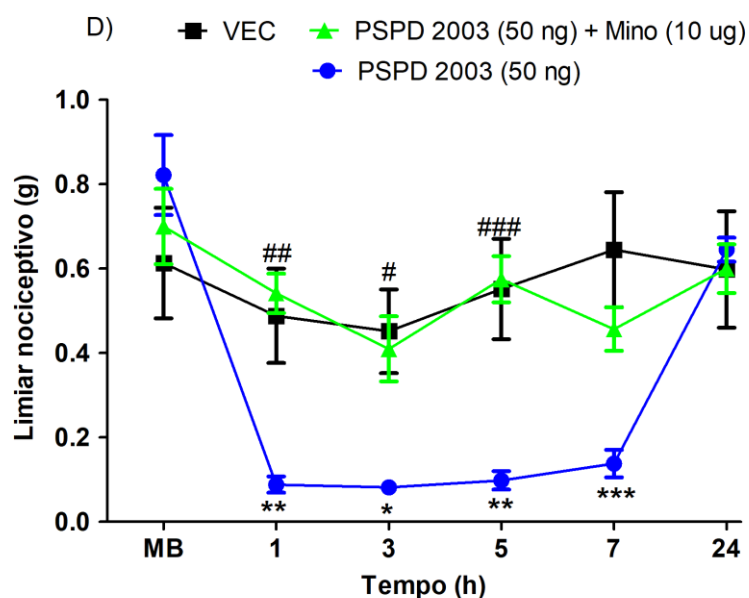 D)
VEC
PSPD 2003 (50 ng) + Mino (10 ug)
PSPD 2003 (50 ng)
Limiar nociceptivo (g)
1.0
0.8
0.6
0.4
0.2
0.0
##
#
###
**
*
**
***
MB 1 3 5 7 24
Tempo (h)